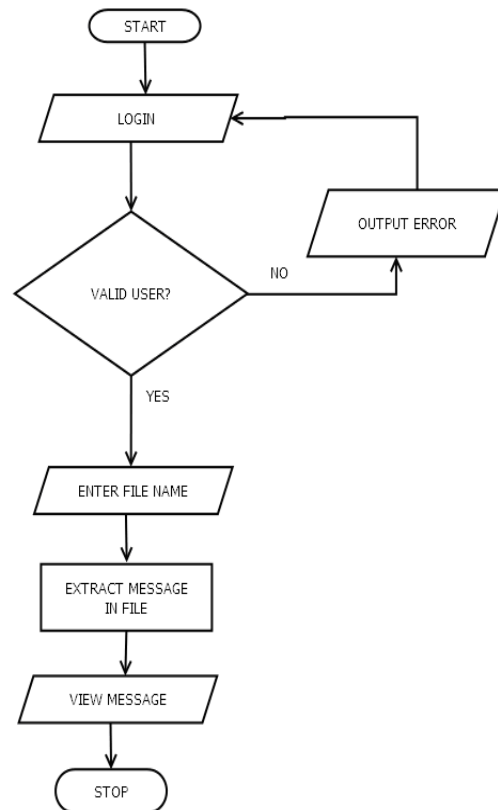 START
LOGIN
OUTPUT ERROR
NO
VALID USER?
YES
ENTER FILE NAME
EXTRACT MESSAGE
IN FILE
VIEW MESSAGE
STOP